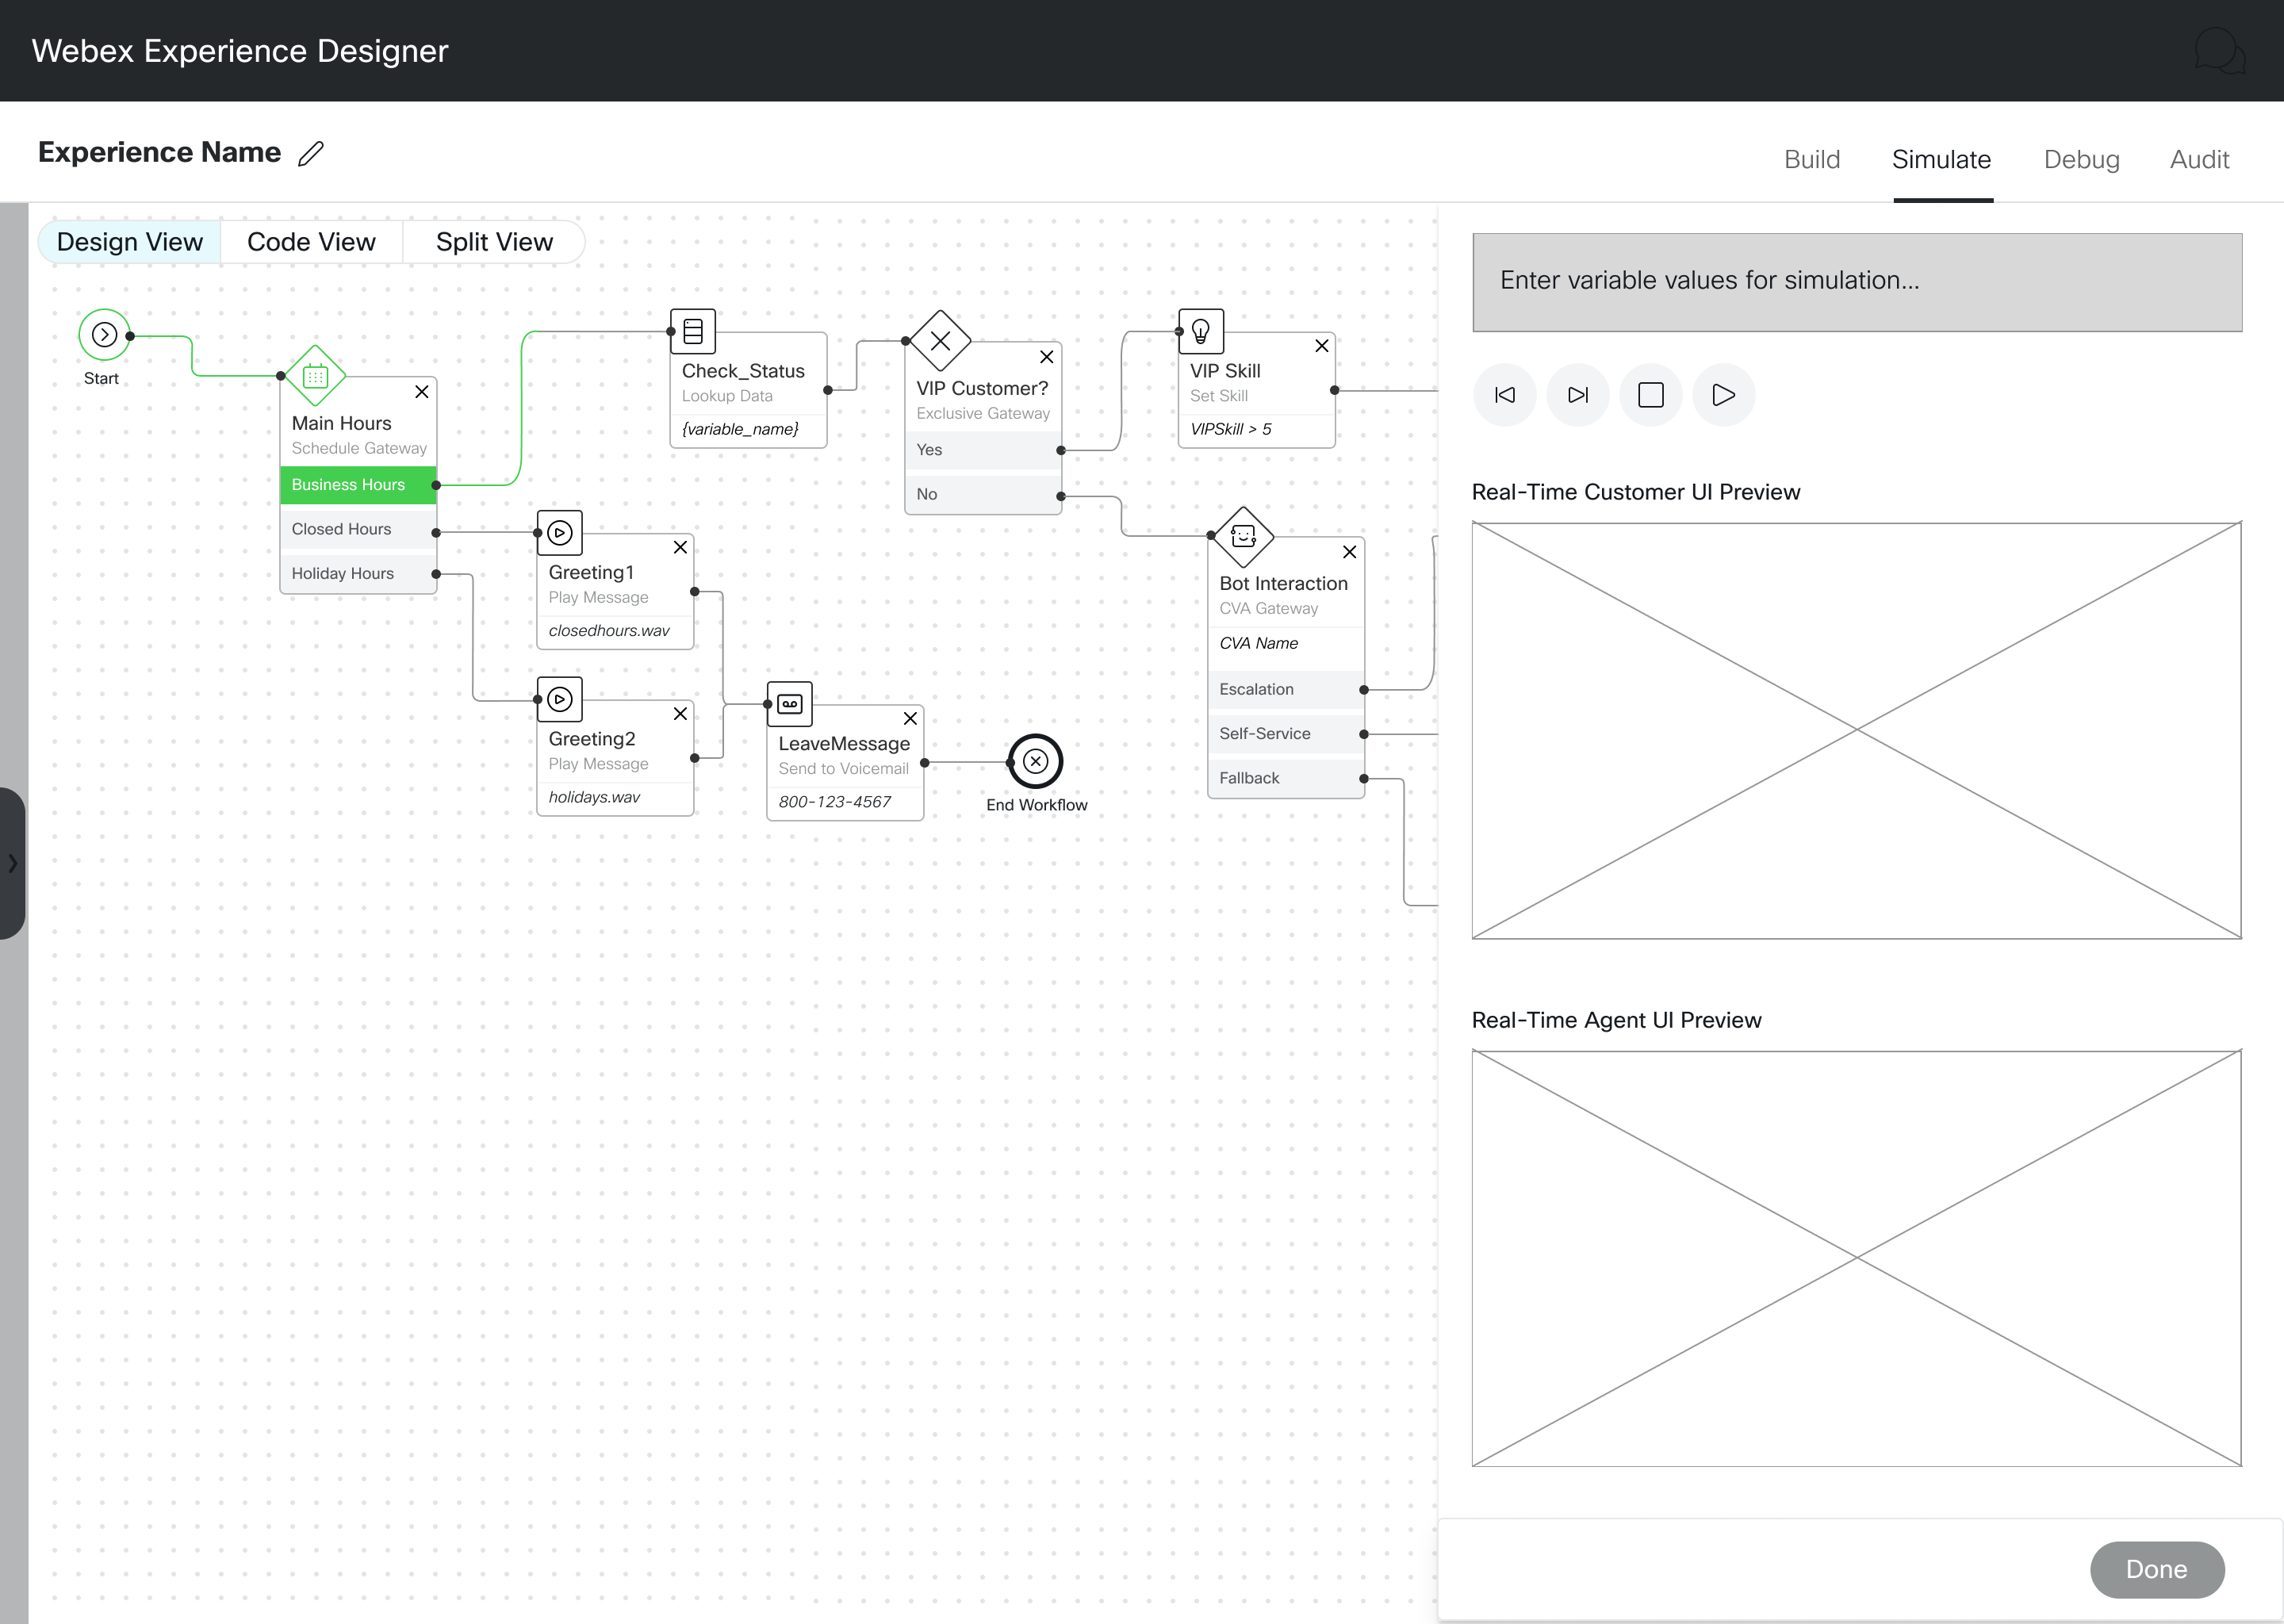 Webex Experience Designer
Experience Name
Build
Simulate
Debug
Audit
Design View
Code View
Split View
Start
Main Hours
Schedule Gateway
Business Hours
Closed Hours
Holiday Hours
Check_Status
Lookup Data
{variable_name}
VIP Customer?
Exclusive Gateway
Yes
No
VIP Skill
Set Skill
VIPSkill > 5
Greeting1
Play Message
closedhours.wav
Greeting2
Play Message
holidays.wav
LeaveMessage
Send to Voicemail
800-123-4567
End Workflow
Bot Interaction
CVA Gateway
CVA Name
Escalation
Self-Service
Fallback
Enter variable values for simulation...
Real-Time Customer UI Preview
Real-Time Agent UI Preview
Done